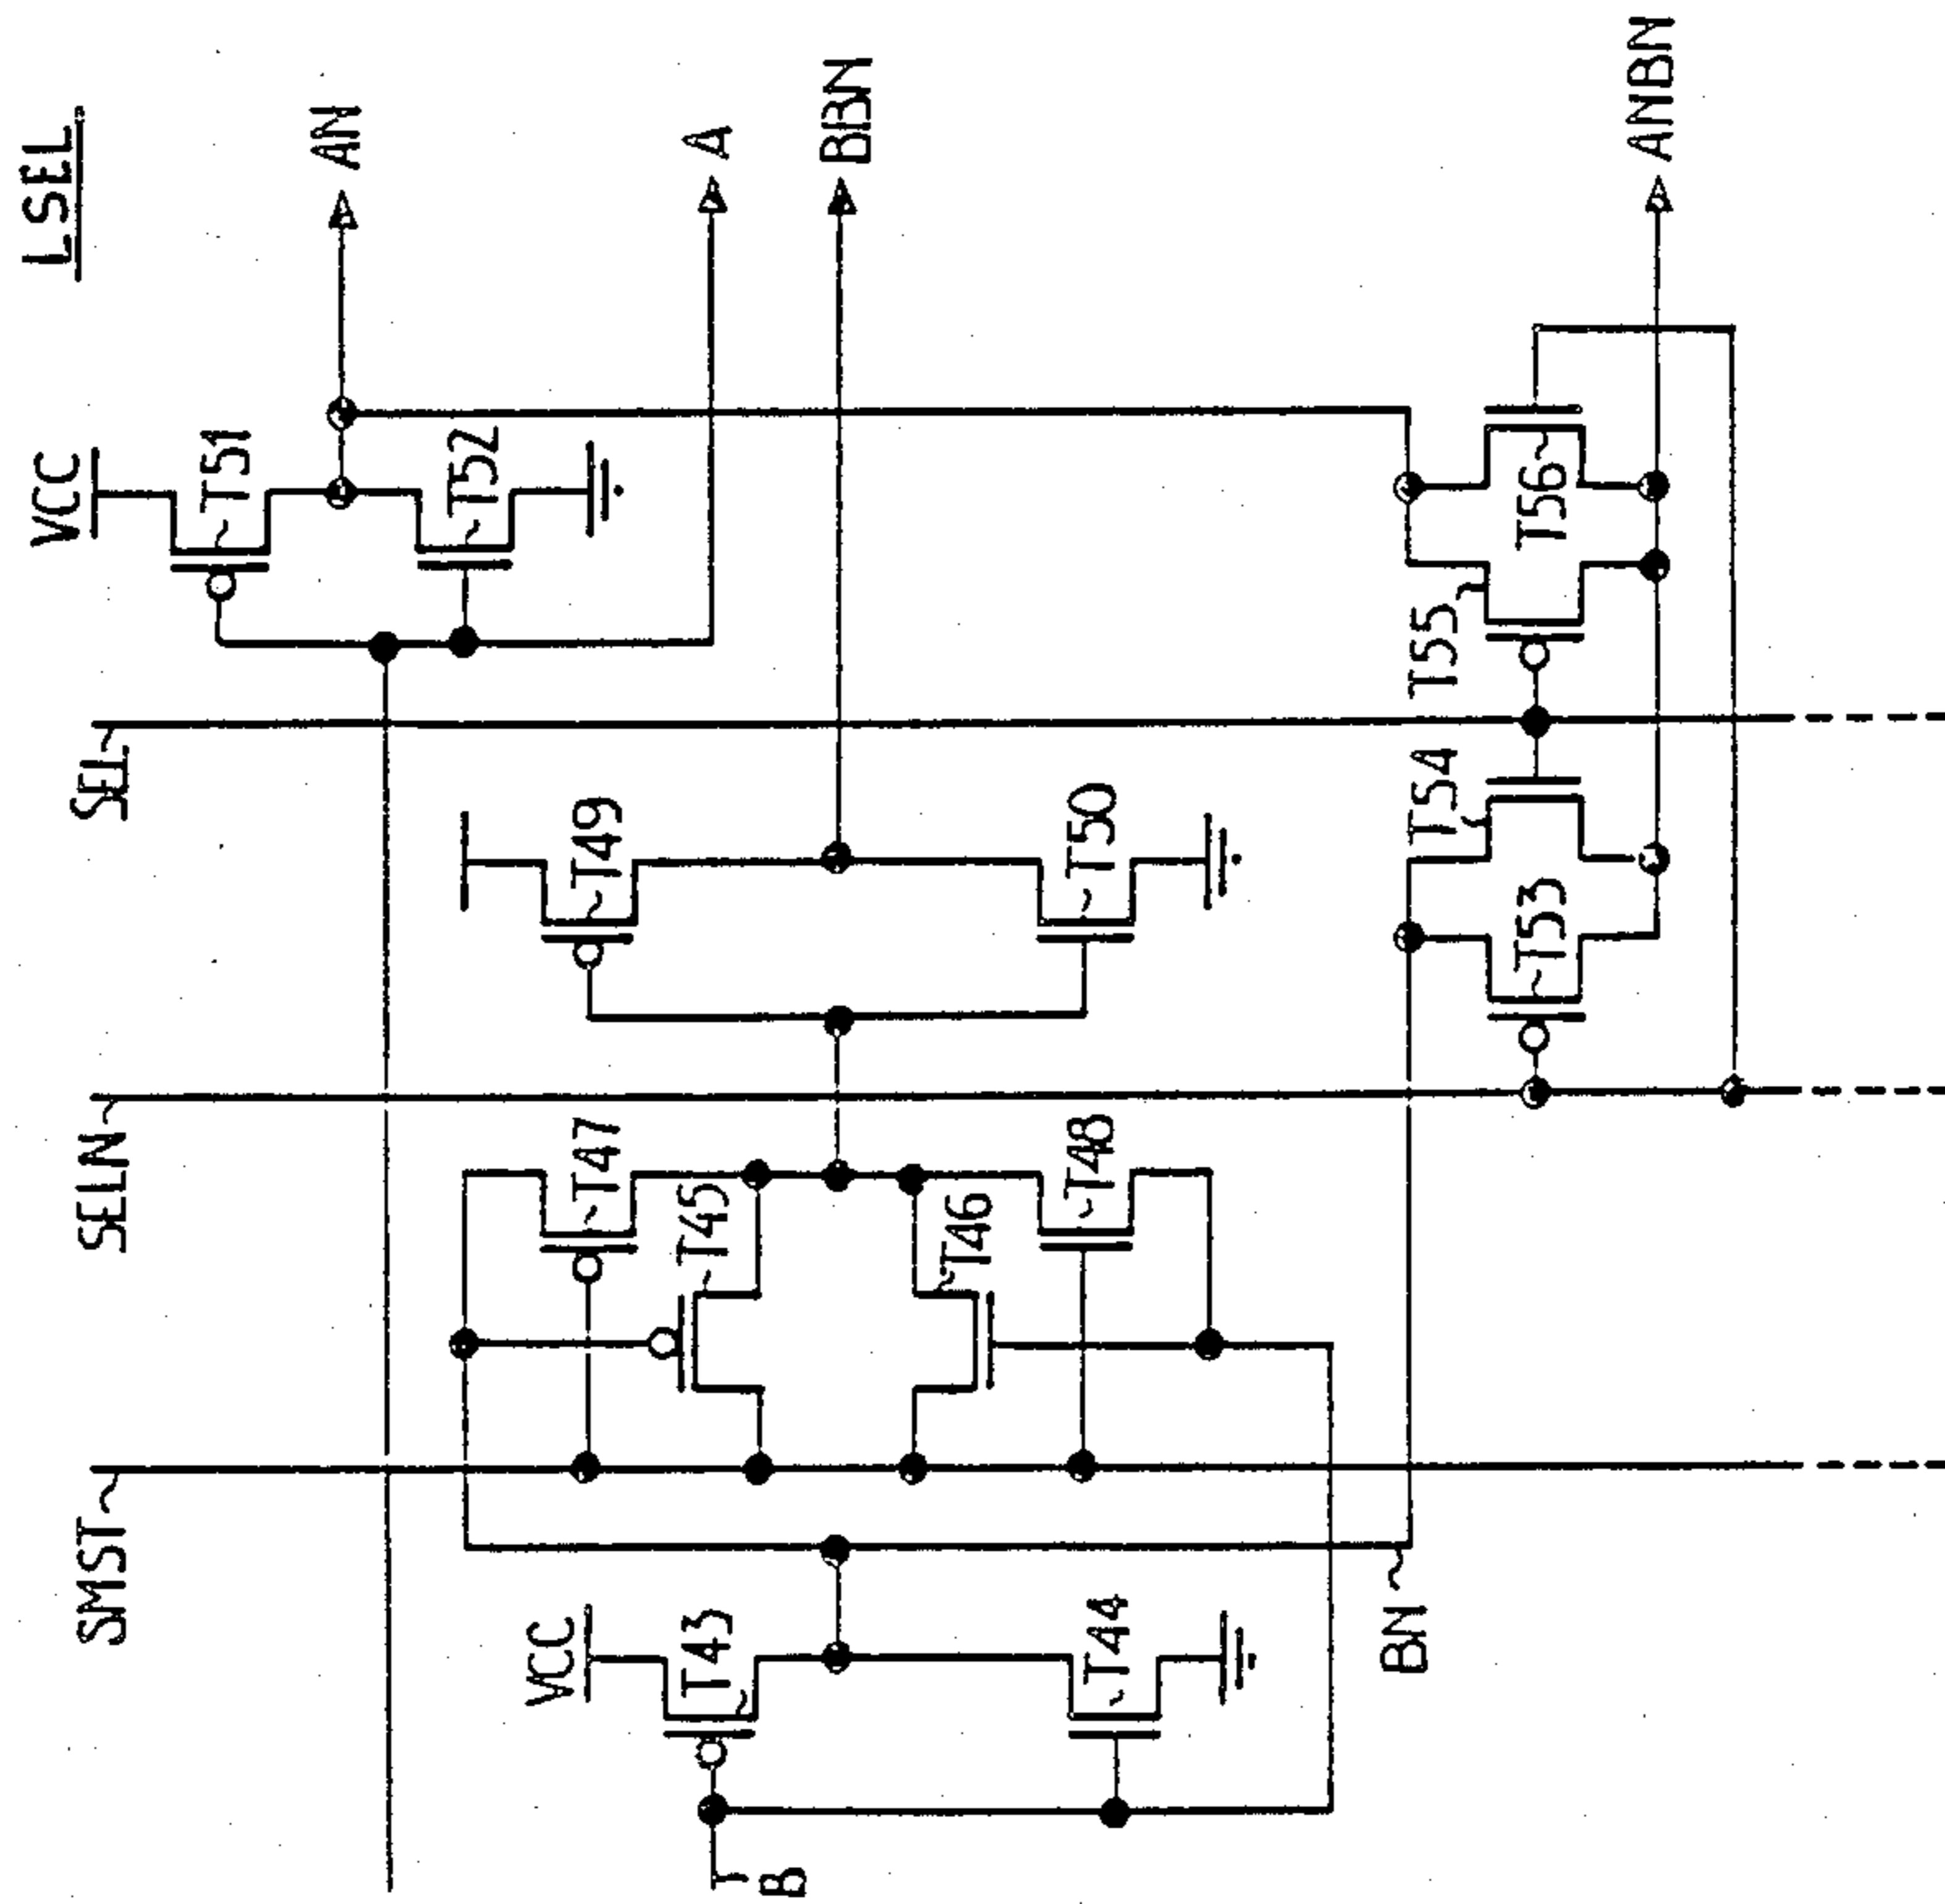 LSEL
AN
A
BBN
ANBN
VCC
T51
T52
SEL
T49
T50
T55
T56
T54
T53
SELN
T47
T45
T46
T48
SMST
VCC
T43
T44
BN
B